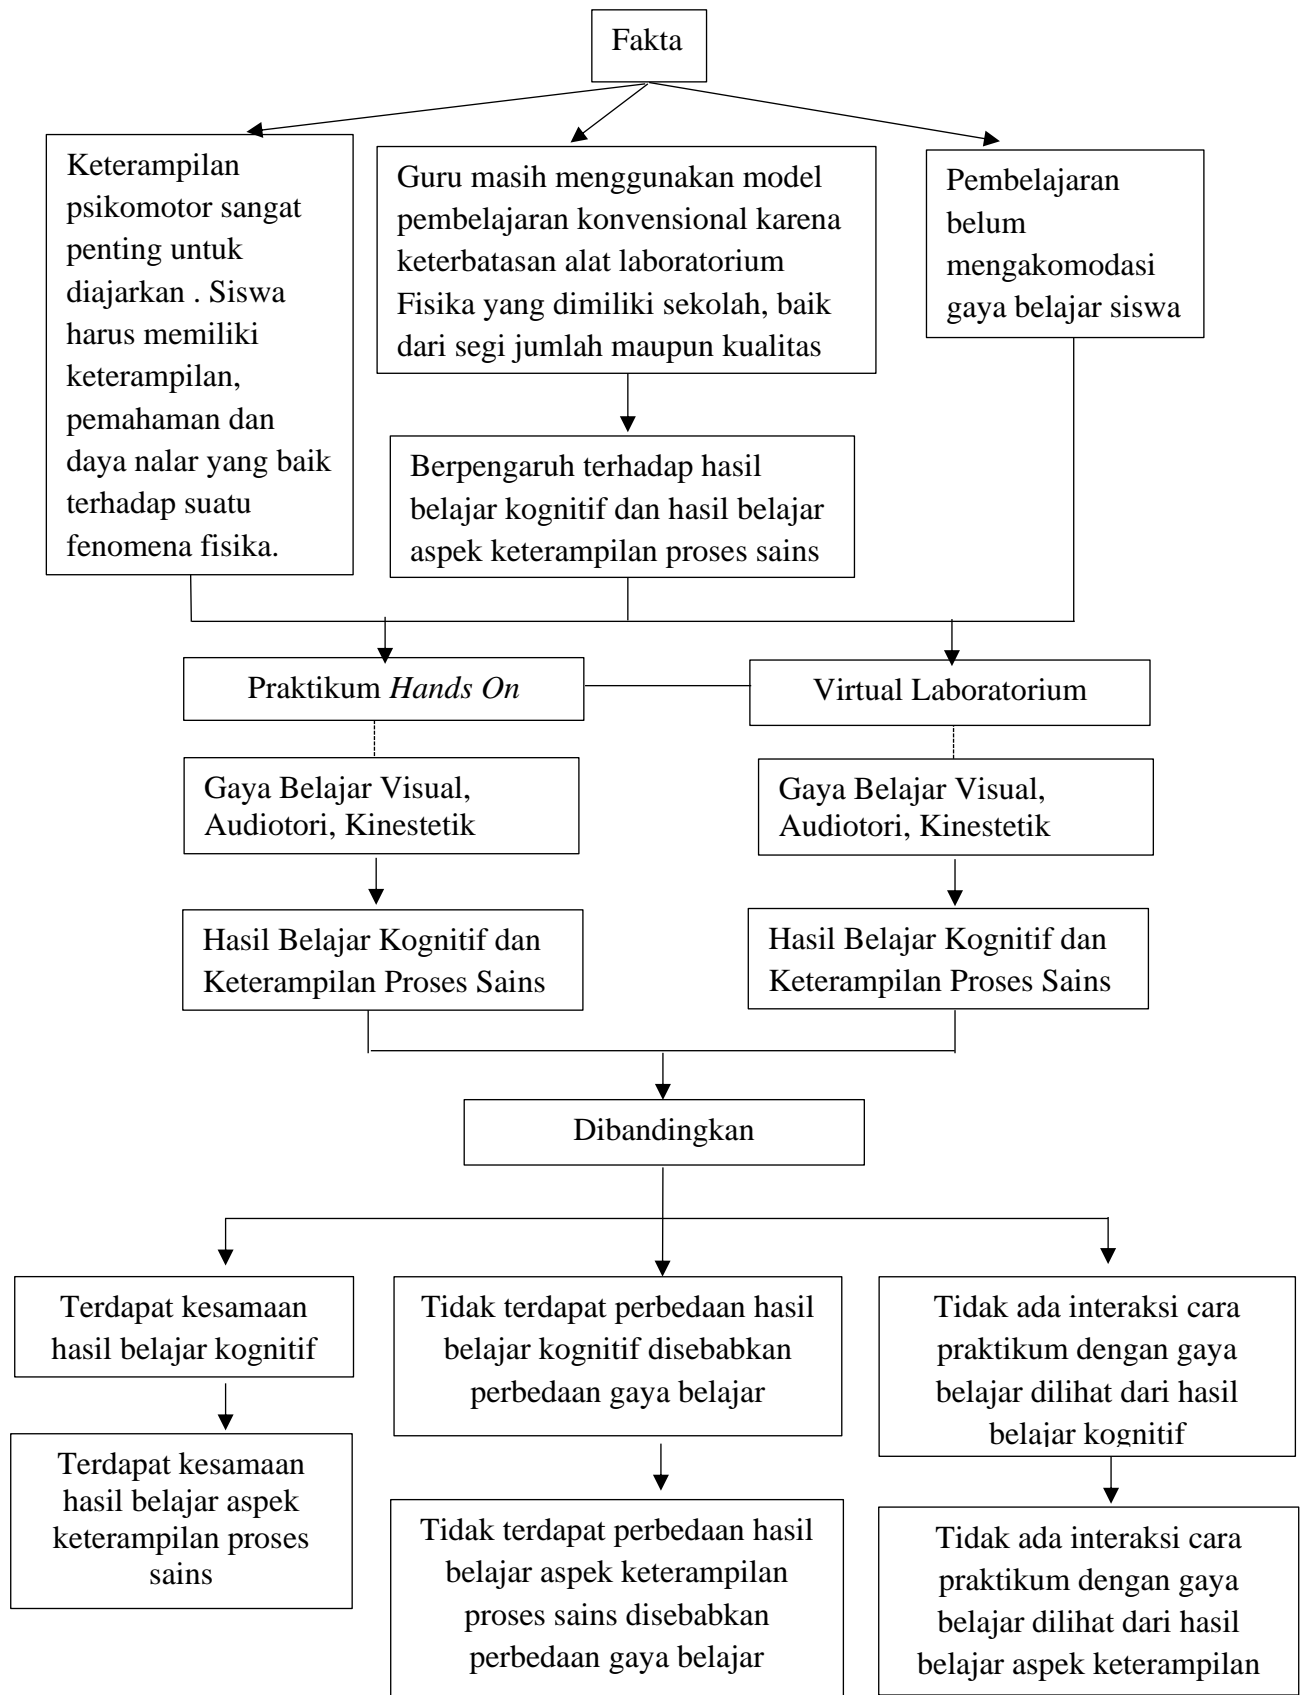 Fakta
Keterampilan
psikomotor sangat
penting untuk
diajarkan . Siswa
harus memiliki
keterampilan,
pemahaman dan
daya nalar yang baik
terhadap suatu
fenomena fisika.
Guru masih menggunakan model
pembelajaran konvensional karena
keterbatasan alat laboratorium
Fisika yang dimiliki sekolah, baik
dari segi jumlah maupun kualitas
Pembelajaran
belum
mengakomodasi
gaya belajar siswa
Berpengaruh terhadap hasil
belajar kognitif dan hasil belajar
aspek keterampilan proses sains
Praktikum Hands On
Virtual Laboratorium
Gaya Belajar Visual,
Audiotori, Kinestetik
Gaya Belajar Visual,
Audiotori, Kinestetik
Hasil Belajar Kognitif dan
Keterampilan Proses Sains
Hasil Belajar Kognitif dan
Keterampilan Proses Sains
Dibandingkan
Terdapat kesamaan
hasil belajar kognitif
Tidak terdapat perbedaan hasil
belajar kognitif disebabkan
perbedaan gaya belajar
Tidak ada interaksi cara
praktikum dengan gaya
belajar dilihat dari hasil
belajar kognitif
Terdapat kesamaan
hasil belajar aspek
keterampilan proses
sains
Tidak terdapat perbedaan hasil
belajar aspek keterampilan
proses sains disebabkan
perbedaan gaya belajar
Tidak ada interaksi cara
praktikum dengan gaya
belajar dilihat dari hasil
belajar aspek keterampilan